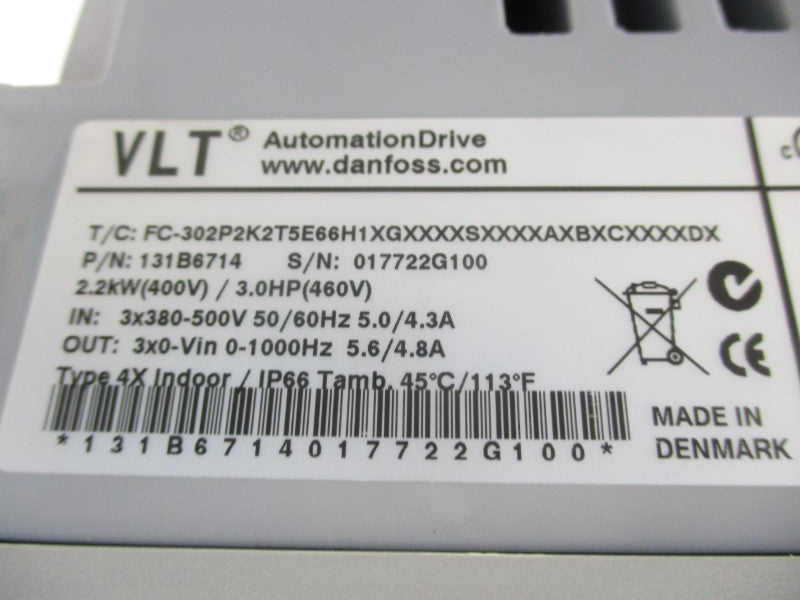 VLT® AutomationDrive
www.danfoss.com
T/C: FC-302P2K2T5E66H1XGXXXXSXXXXAXBXCXXXXDX
P/N: 131B6714 S/N: 017722G100
2.2kW(400V) / 3.0HP(460V)
IN: 3x380-500V 50/60Hz 5.0/4.3A
OUT: 3x0-Vin 0-1000Hz 5.6/4.8A
Type 4X Indoor / IP66 Tamb. 45°C/113°F
*131B6714017722G100*
CE
MADE IN
DENMARK
c